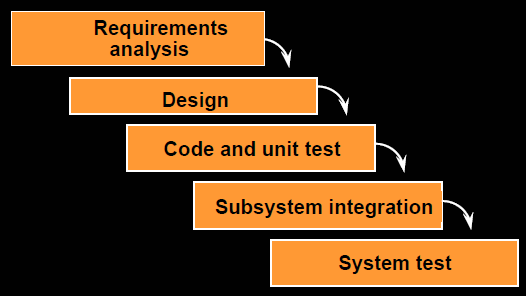 Requirements
analysis
Design
Code and unit test
Subsystem integration
System test